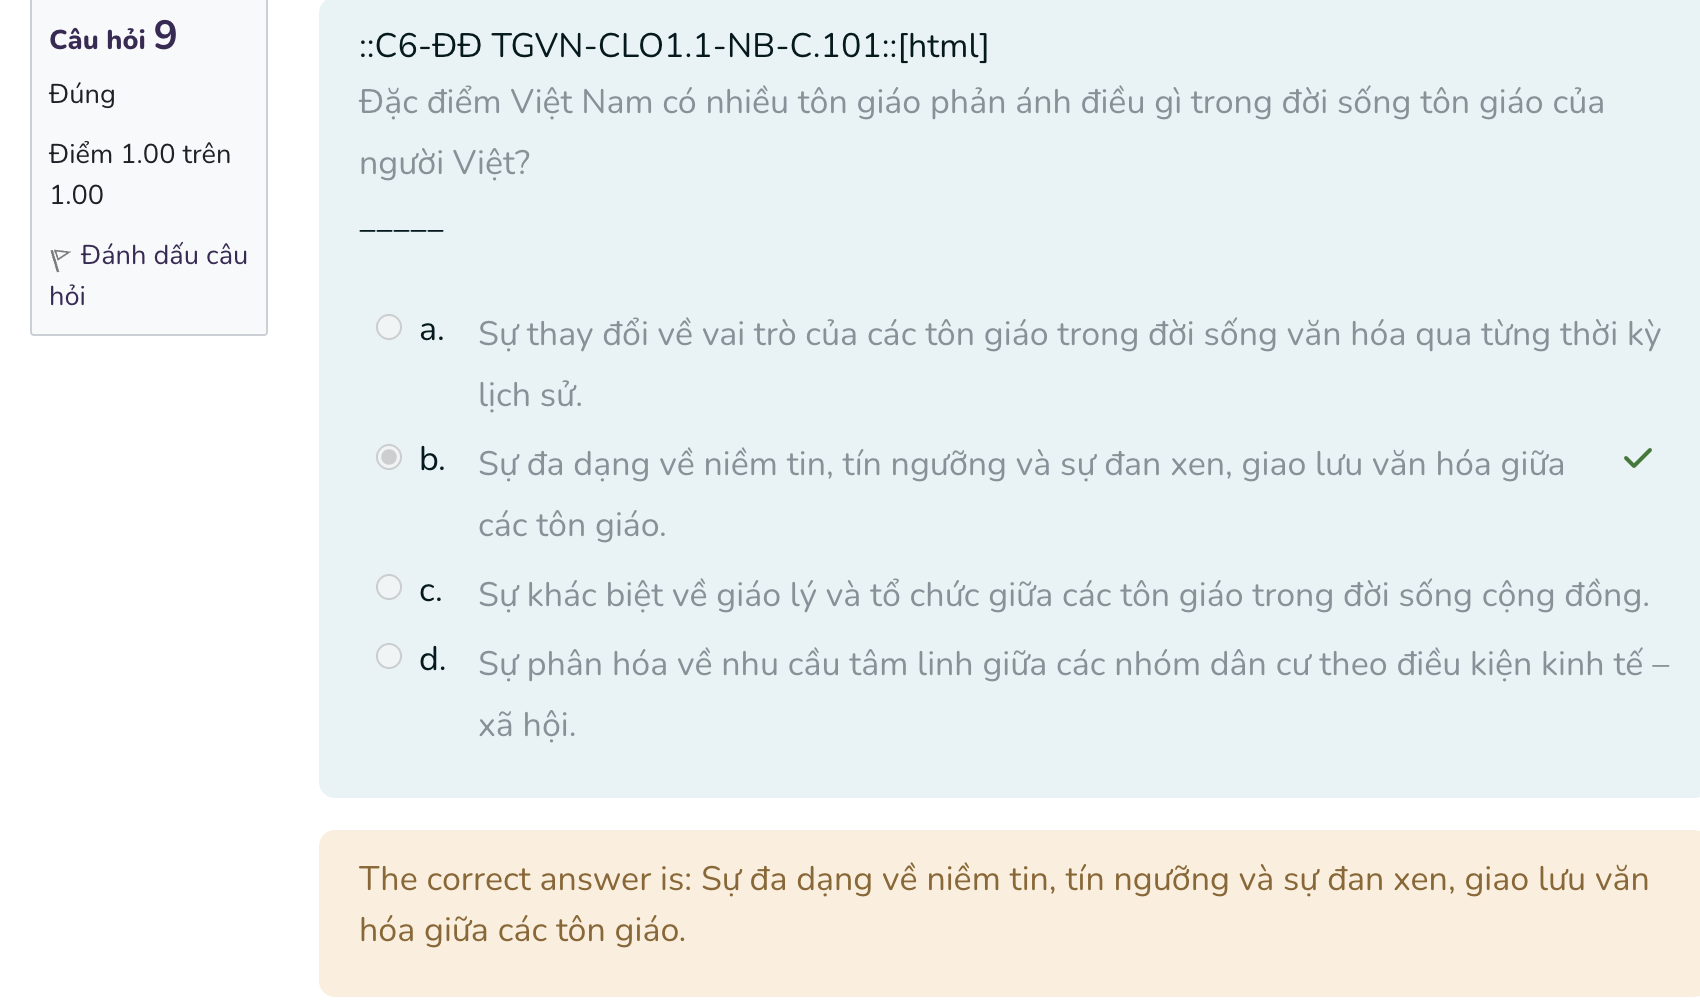 Câu hỏi 9
Đúng
Điểm 1.00 trên
1.00
Đánh dấu câu
hỏi
::C6-ĐĐ TGVN-CLO1.1-NB-C.101::[html]
Đặc điểm Việt Nam có nhiều tôn giáo phản ánh điều gì trong đời sống tôn giáo của
người Việt?
_____
a. Sự thay đổi về vai trò của các tôn giáo trong đời sống văn hóa qua từng thời kỳ
lịch sử.
b. Sự đa dạng về niềm tin, tín ngưỡng và sự đan xen, giao lưu văn hóa giữa
các tôn giáo.
c. Sự khác biệt về giáo lý và tổ chức giữa các tôn giáo trong đời sống cộng đồng.
d. Sự phân hóa về nhu cầu tâm linh giữa các nhóm dân cư theo điều kiện kinh tế –
xã hội.
The correct answer is: Sự đa dạng về niềm tin, tín ngưỡng và sự đan xen, giao lưu văn
hóa giữa các tôn giáo.